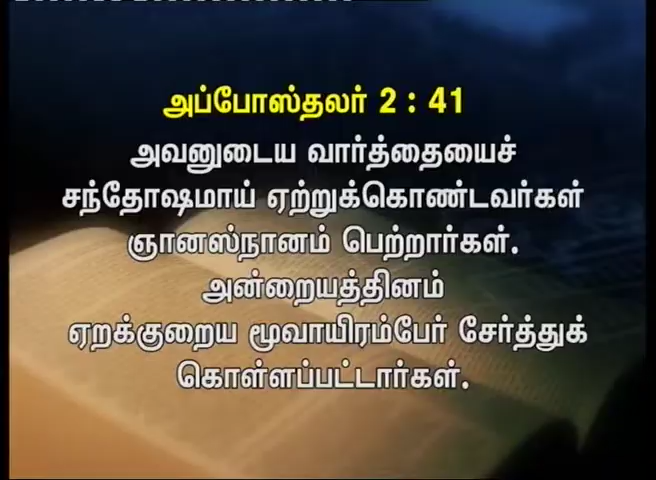 அப்போஸ்தலர் 2 : 41
அவனுடைய வார்த்தையைச்
சந்தோஷமாய் ஏற்றுக்கொண்டவர்கள்
ஞானஸ்நானம் பெற்றார்கள்.
அன்றையத்தினம்
ஏறக்குறைய மூவாயிரம்பேர் சேர்த்துக்
கொள்ளப்பட்டார்கள்.